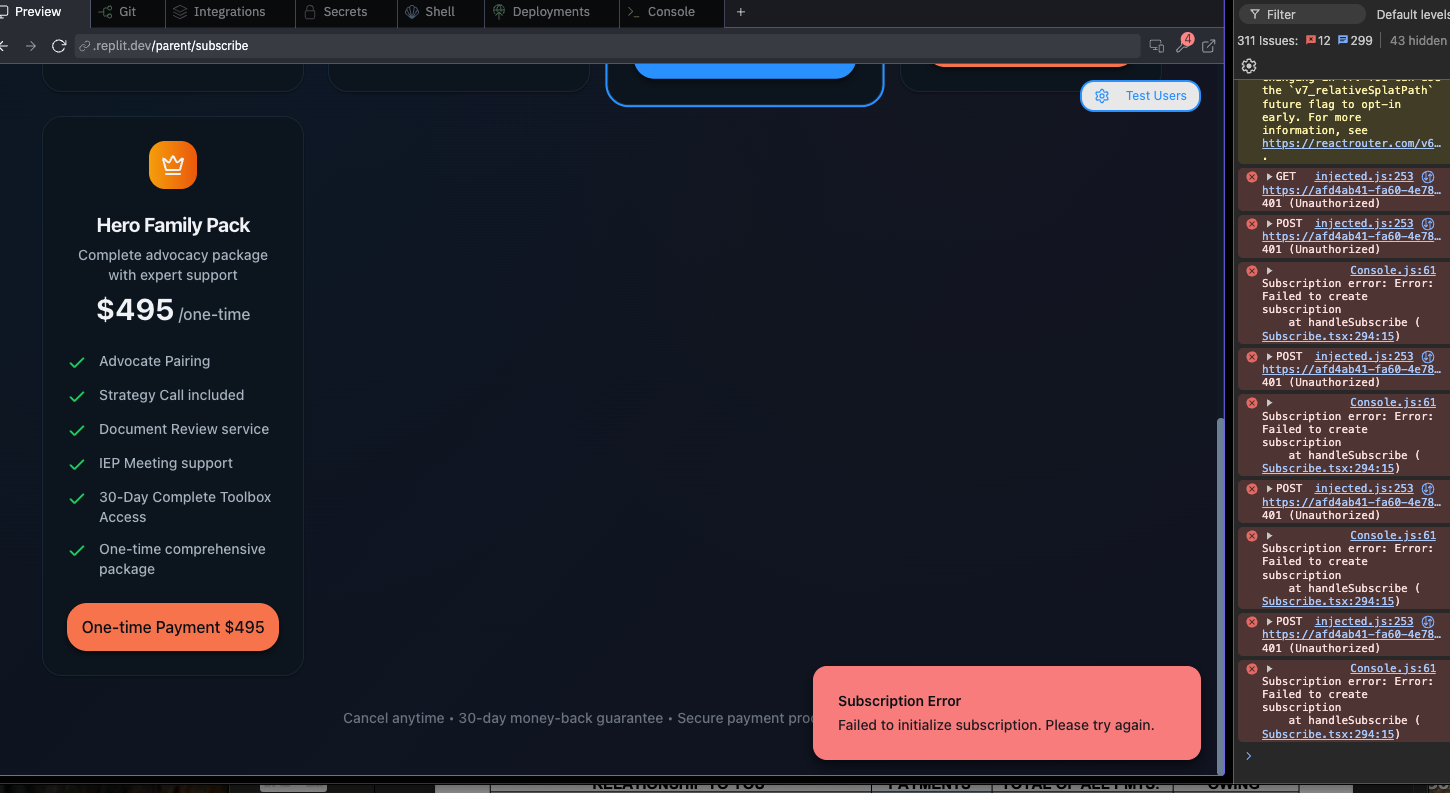 Preview
Git
Integrations
Secrets
Shell
Deployments
Console
+
.replit.dev/parent/subscribe
4
Test Users
Hero Family Pack
Complete advocacy package
with expert support
$495 /one-time
Advocate Pairing
Strategy Call included
Document Review service
IEP Meeting support
30-Day Complete Toolbox
Access
One-time comprehensive
package
One-time Payment $495
Cancel anytime • 30-day money-back guarantee • Secure payment pro
Subscription Error
Failed to initialize subscription. Please try again.
Filter
Default levels
311 Issues: 12 299 43 hidden
the `v7_relativeSplatPath`
future flag to opt-in
early. For more
information, see
https://reactrouter.com/v6…
.
GET injected.js:253
https://afd4ab41-fa60-4e78…
401 (Unauthorized)
POST injected.js:253
https://afd4ab41-fa60-4e78…
401 (Unauthorized)
Console.js:61
Subscription error: Error:
Failed to create
subscription
at handleSubscribe (
Subscribe.tsx:294:15)
POST injected.js:253
https://afd4ab41-fa60-4e78…
401 (Unauthorized)
Console.js:61
Subscription error: Error:
Failed to create
subscription
at handleSubscribe (
Subscribe.tsx:294:15)
POST injected.js:253
https://afd4ab41-fa60-4e78…
401 (Unauthorized)
Console.js:61
Subscription error: Error:
Failed to create
subscription
at handleSubscribe (
Subscribe.tsx:294:15)
POST injected.js:253
https://afd4ab41-fa60-4e78…
401 (Unauthorized)
Console.js:61
Subscription error: Error:
Failed to create
subscription
at handleSubscribe (
Subscribe.tsx:294:15)
RELATIONSHIP TO YOU PAYMENTS TOTAL OF ALL PMTS. OWING